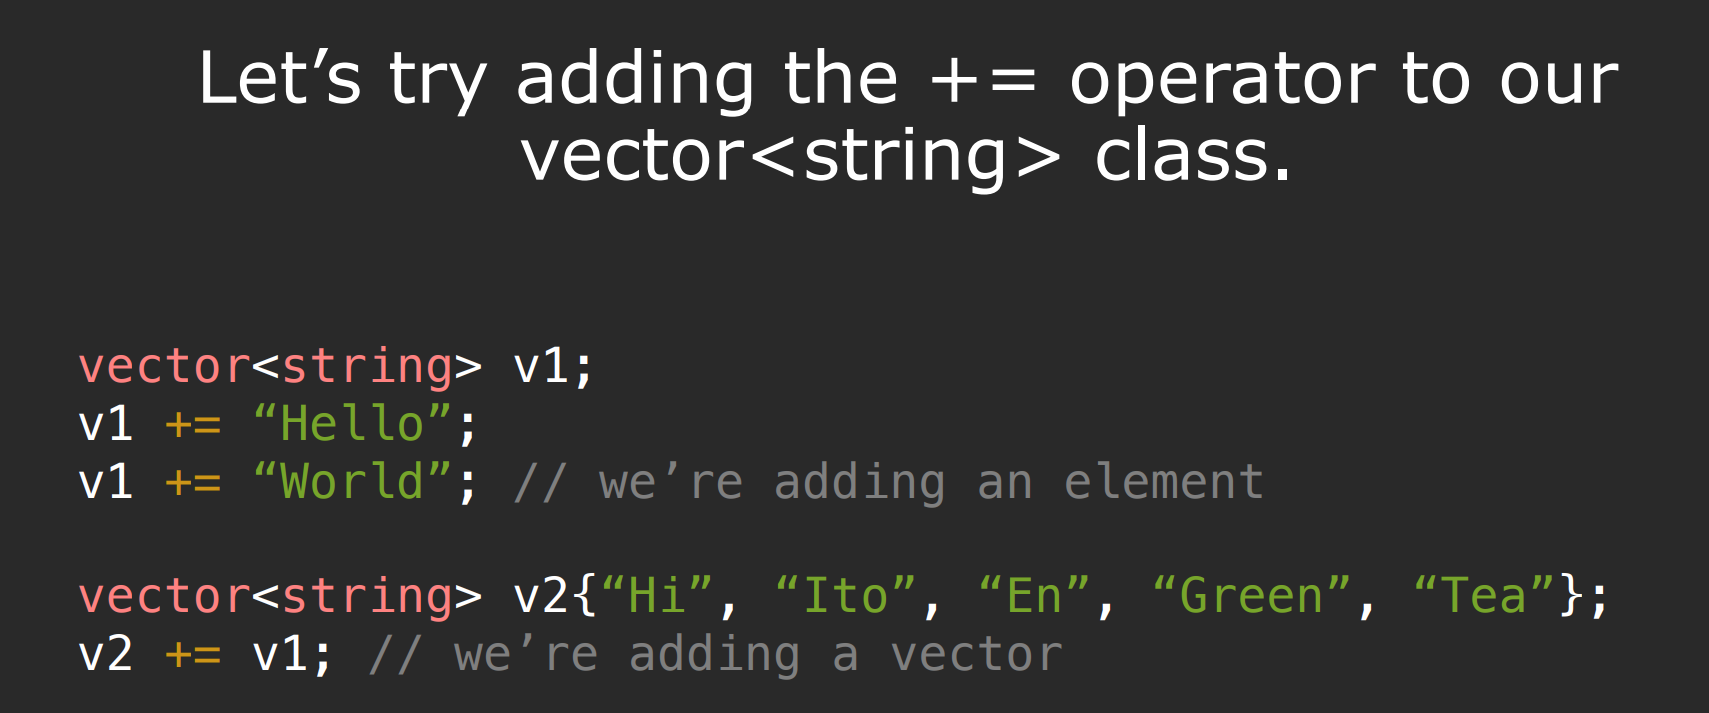 Let’s try adding the += operator to our
vector<string> class.
vector<string> v1;
v1 += “Hello”;
v1 += “World”; // we’re adding an element
vector<string> v2{“Hi”, “Ito”, “En”, “Green”, “Tea”};
v2 += v1; // we’re adding a vector